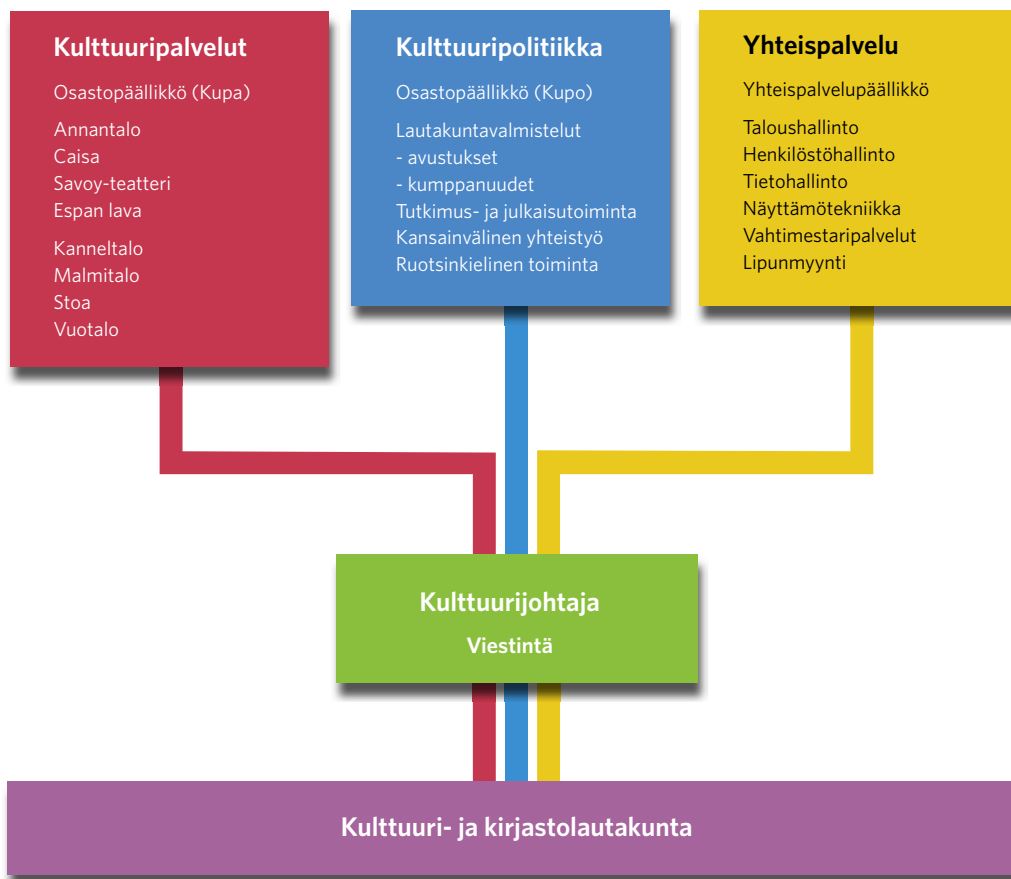 Kulttuuripalvelut
Osastopäällikkö (Kupa)
Annantalo
Caisa
Savoy-teatteri
Espan lava
Kanneltalo
Malmitalo
Stoa
Vuotalo
Kulttuuripolitiikka
Osastopäällikkö (Kupo)
Lautakuntavalmistelut
- avustukset
- kumppanuudet
Tutkimus- ja julkaisutoiminta
Kansainvälinen yhteistyö
Ruotsinkielinen toiminta
Yhteispalvelu
Yhteispalvelupäällikkö
Taloushallinto
Henkilöstöhallinto
Tietohallinto
Näyttämötekniikka
Vahtimestaripalvelut
Lipunmyynti
Kulttuurijohtaja
Viestintä
Kulttuuri- ja kirjastolautakunta